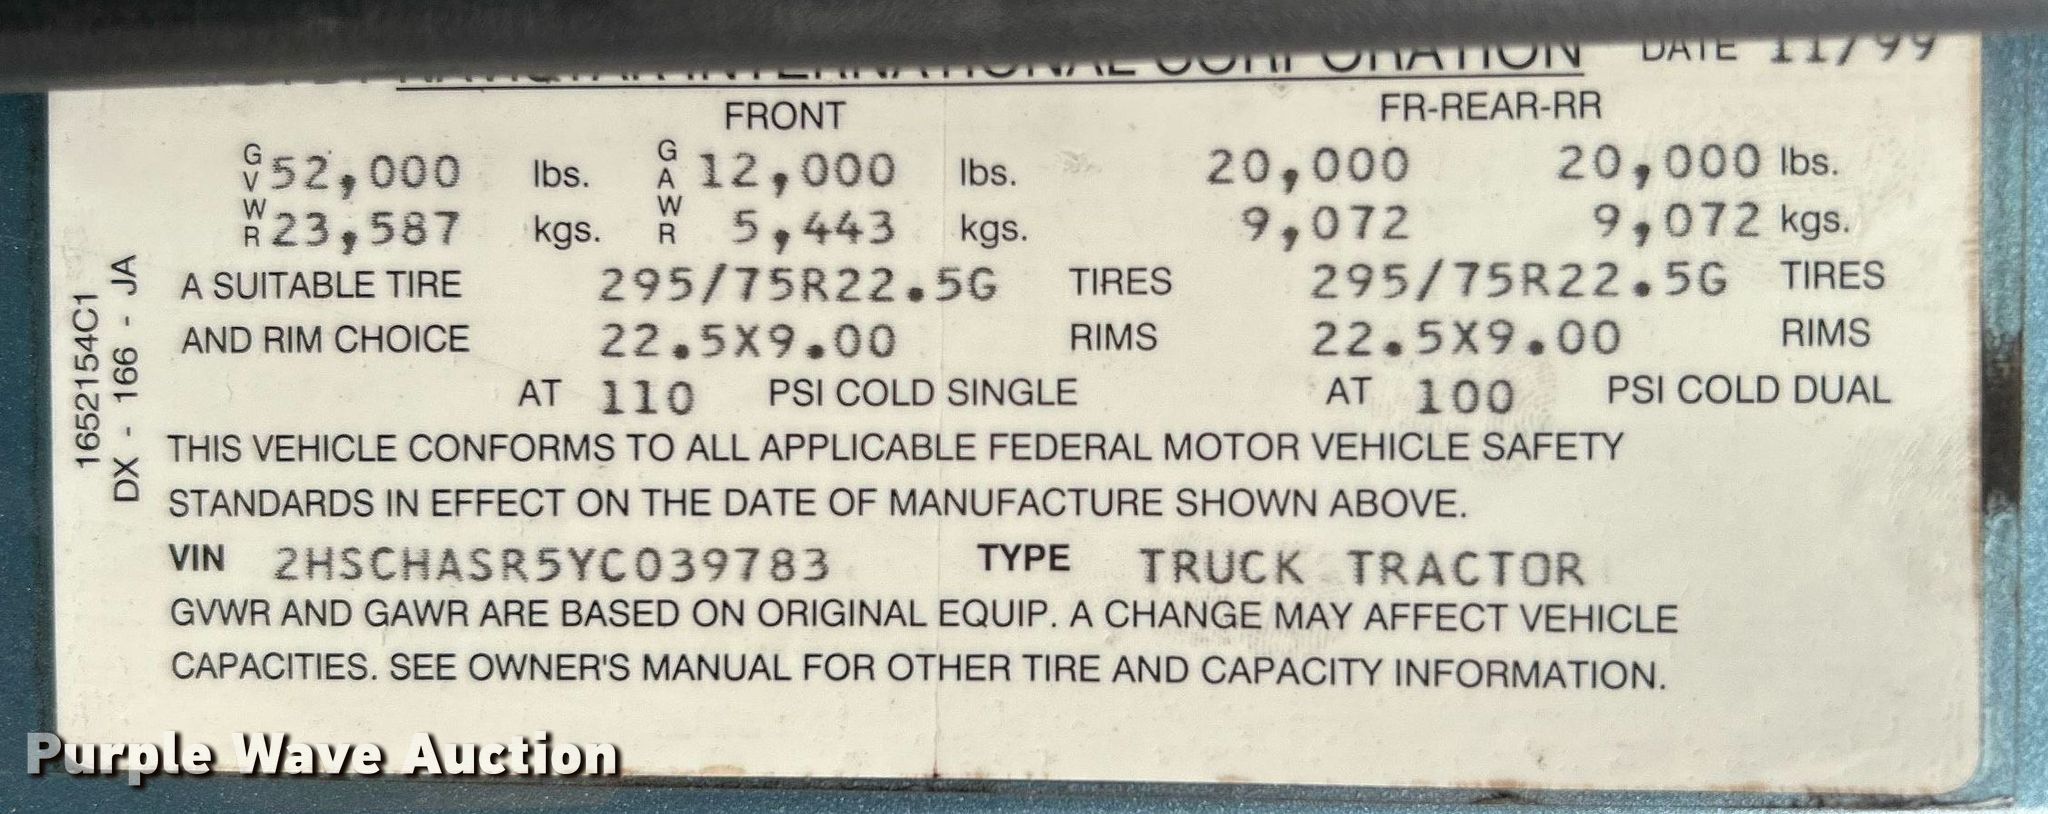 NAVISTAR INTERNATIONAL CORPORATION DATE 11/99
FRONT FR-REAR-RR
GVWR 52,000 lbs. GAWR 12,000 lbs. 20,000 20,000 lbs.
23,587 kgs. 5,443 kgs. 9,072 9,072 kgs.
A SUITABLE TIRE 295/75R22.5G TIRES 295/75R22.5G TIRES
AND RIM CHOICE 22.5X9.00 RIMS 22.5X9.00 RIMS
AT 110 PSI COLD SINGLE AT 100 PSI COLD DUAL
THIS VEHICLE CONFORMS TO ALL APPLICABLE FEDERAL MOTOR VEHICLE SAFETY
STANDARDS IN EFFECT ON THE DATE OF MANUFACTURE SHOWN ABOVE.
VIN 2HSCHASR5YC039783 TYPE TRUCK TRACTOR
GVWR AND GAWR ARE BASED ON ORIGINAL EQUIP. A CHANGE MAY AFFECT VEHICLE
CAPACITIES. SEE OWNER'S MANUAL FOR OTHER TIRE AND CAPACITY INFORMATION.
1652154C1
DX - 166 - JA
Purple Wave Auction